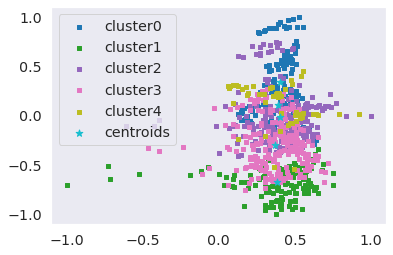 1.0
0.5
0.0
−0.5
−1.0
cluster0
cluster1
cluster2
cluster3
cluster4
centroids
−1.0 −0.5 0.0 0.5 1.0